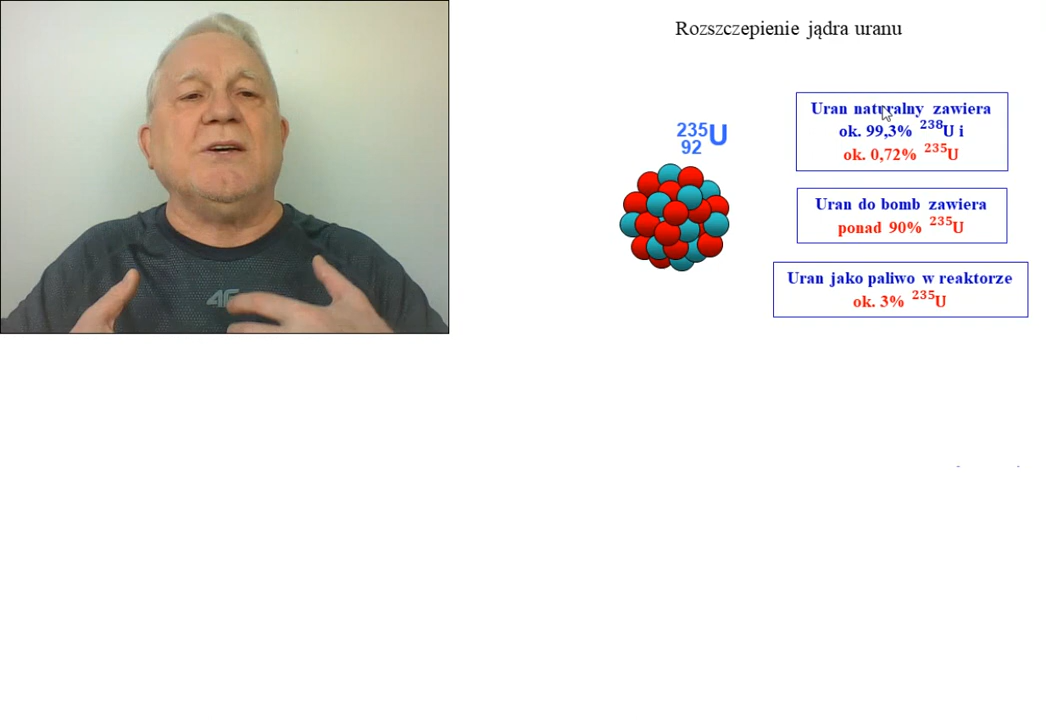 Rozszczepienie jądra uranu
235
92
U
Uran naturalny zawiera
ok. 99,3% ²³⁸U i
ok. 0,72% ²³⁵U
Uran do bomb zawiera
ponad 90% ²³⁵U
Uran jako paliwo w reaktorze
ok. 3% ²³⁵U
4F